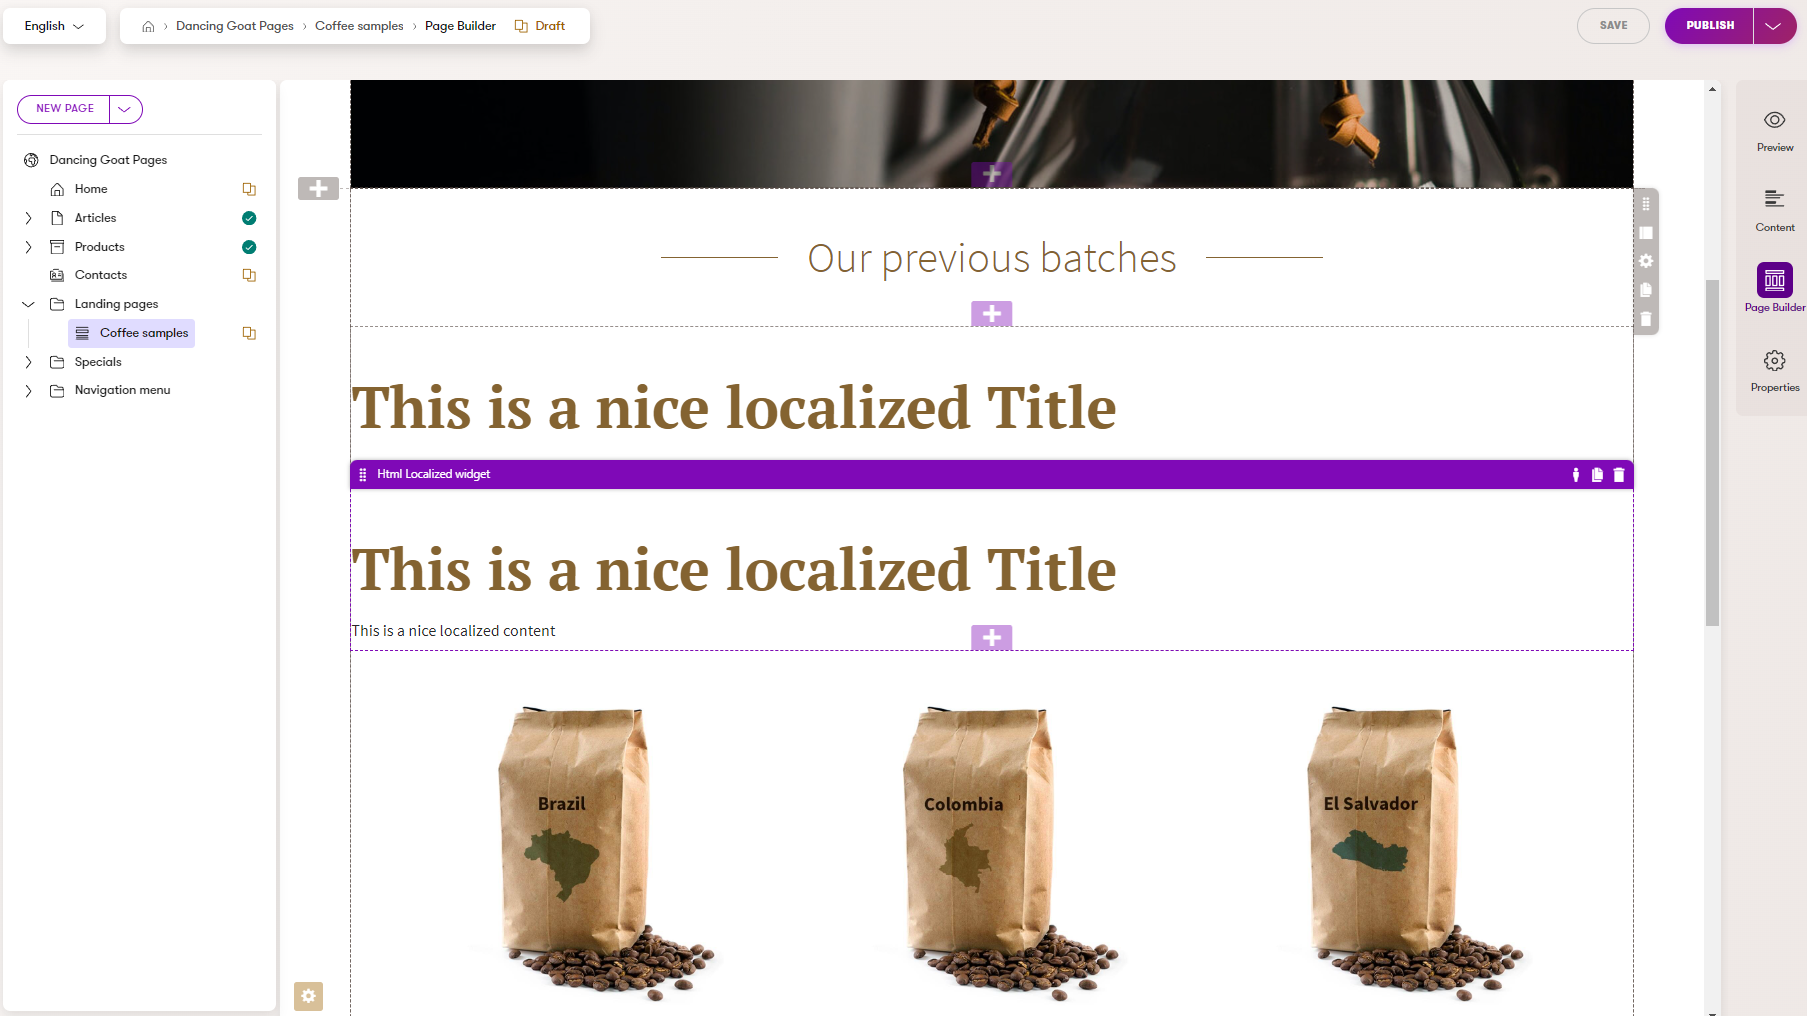 English
Dancing Goat Pages
Coffee samples
Page Builder
Draft
SAVE
PUBLISH
NEW PAGE
Dancing Goat Pages
Home
Articles
Products
Contacts
Landing pages
Coffee samples
Specials
Navigation menu
Our previous batches
This is a nice localized Title
Html Localized widget
This is a nice localized Title
This is a nice localized content
Brazil
Colombia
El Salvador
Preview
Content
Page Builder
Properties